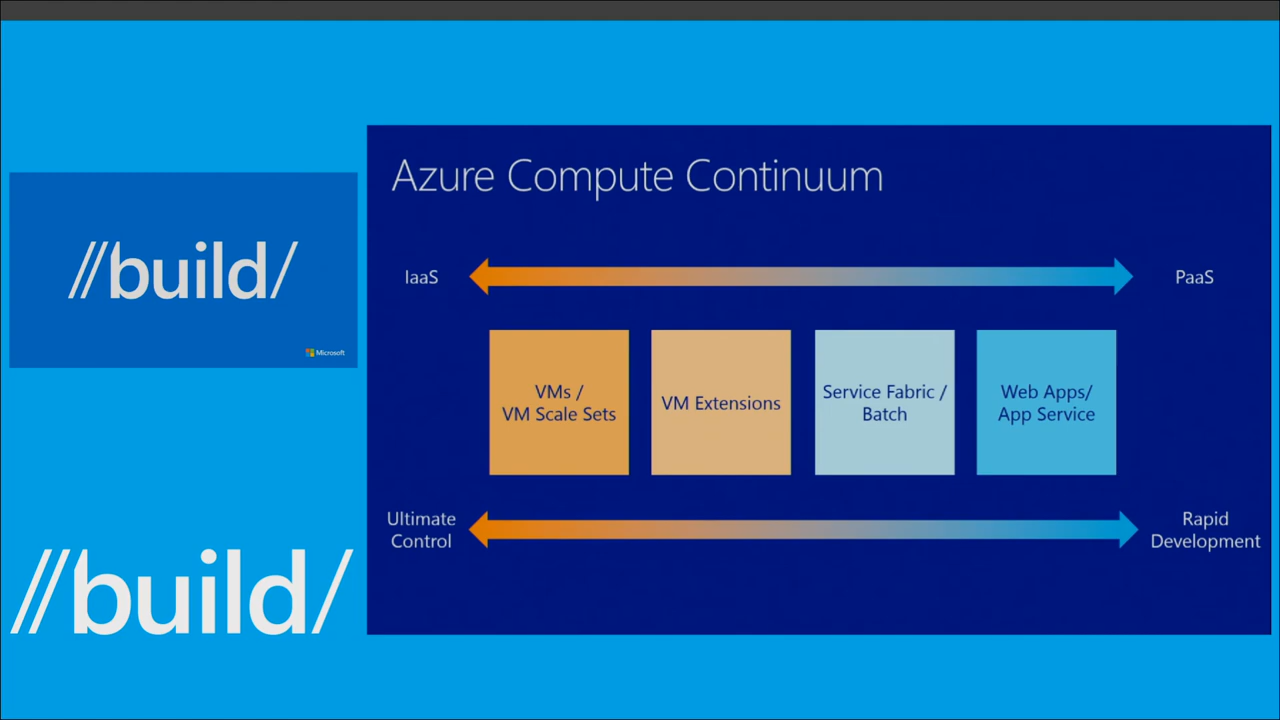 //build/
Microsoft
//build/
Azure Compute Continuum
IaaS
PaaS
VMs /
VM Scale Sets
VM Extensions
Service Fabric /
Batch
Web Apps/
App Service
Ultimate
Control
Rapid
Development